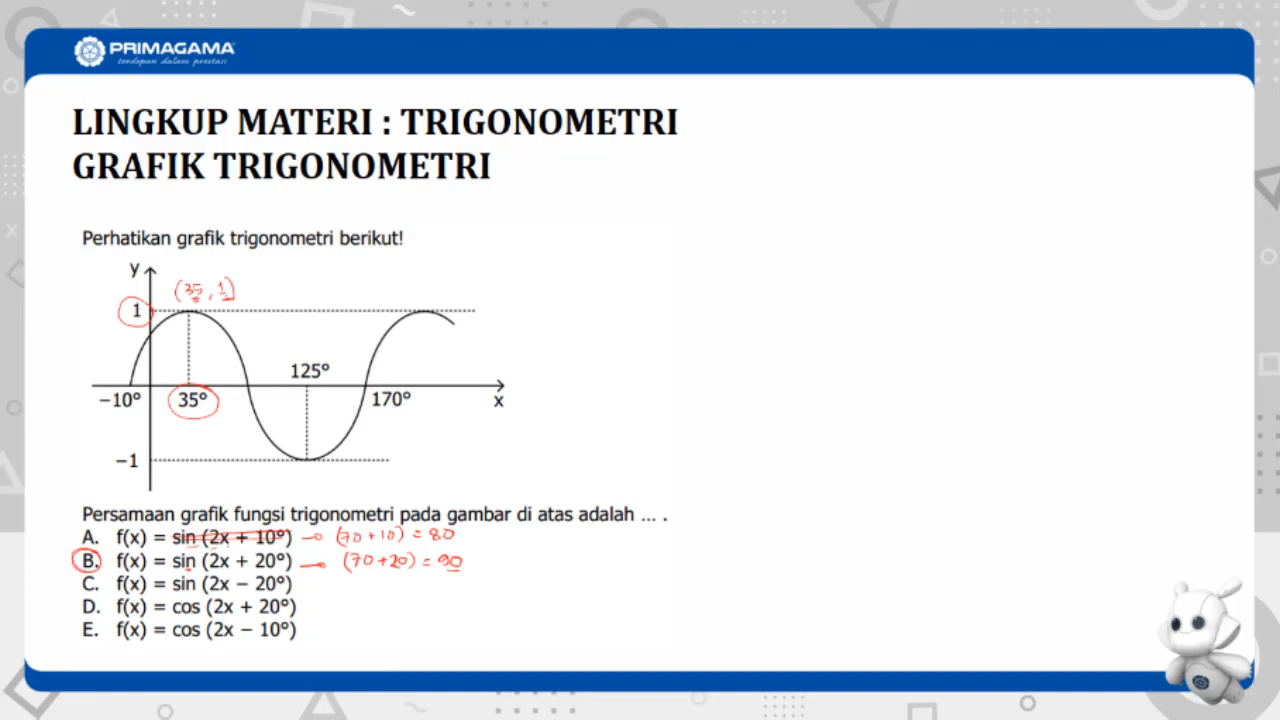 PRIMAGAMA
terdepan dalam prestasi
LINGKUP MATERI : TRIGONOMETRI
GRAFIK TRIGONOMETRI
Perhatikan grafik trigonometri berikut!
y
(35, 1)
1
125°
−10° 35° 170° x
−1
Persamaan grafik fungsi trigonometri pada gambar di atas adalah ... .
A. f(x) = sin (2x + 10°) → (70+10) = 80
B. f(x) = sin (2x + 20°) → (70+20) = 90
C. f(x) = sin (2x − 20°)
D. f(x) = cos (2x + 20°)
E. f(x) = cos (2x − 10°)